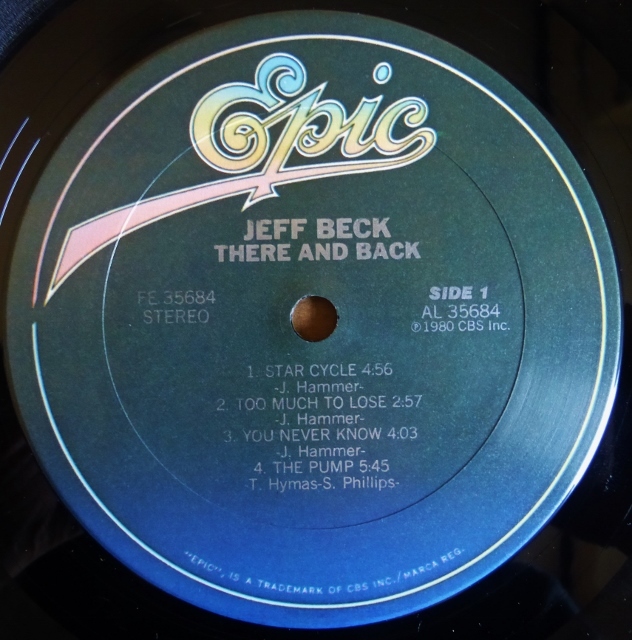 Epic
JEFF BECK
THERE AND BACK
FE 35684
STEREO
SIDE 1
AL 35684
℗1980 CBS Inc.
1. STAR CYCLE 4:56
-J. Hammer-
2. TOO MUCH TO LOSE 2:57
-J. Hammer-
3. YOU NEVER KNOW 4:03
-J. Hammer-
4. THE PUMP 5:45
-T. Hymas-S. Phillips-
"EPIC", IS A TRADEMARK OF CBS INC./MARCA REG.